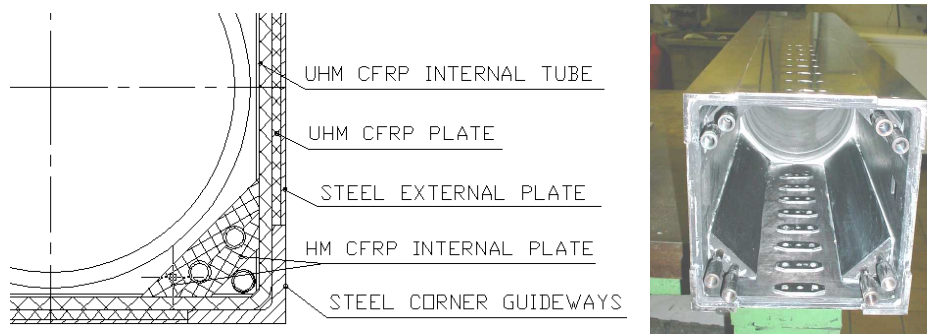 UHM CFRP INTERNAL TUBE
UHM CFRP PLATE
STEEL EXTERNAL PLATE
HM CFRP INTERNAL PLATE
STEEL CORNER GUIDEWAYS